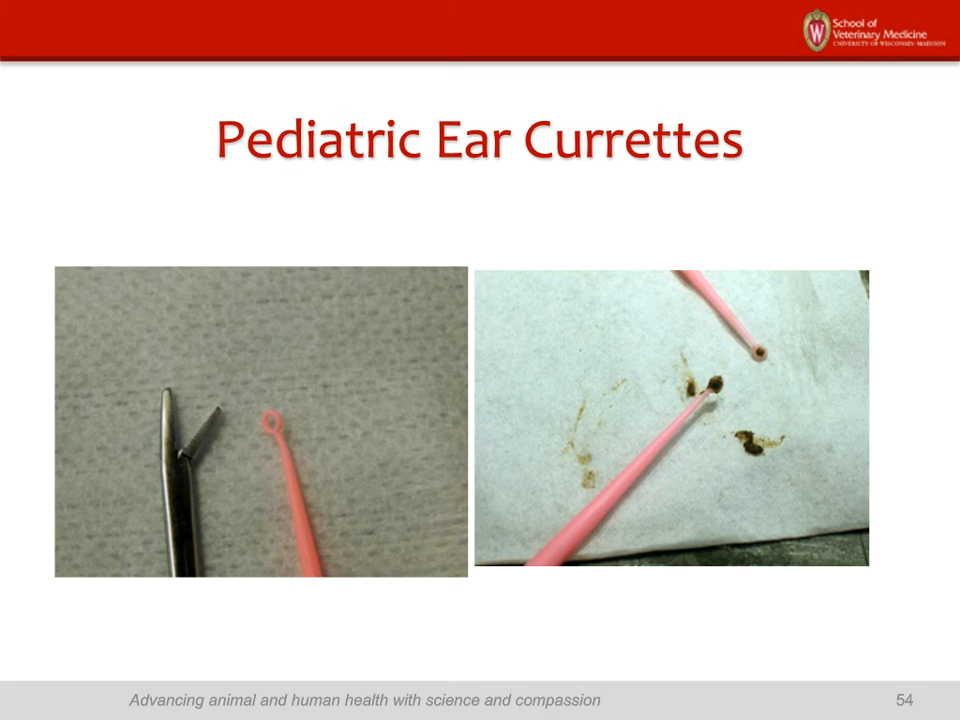 School of
Veterinary Medicine
UNIVERSITY OF WISCONSIN-MADISON
Pediatric Ear Currettes
Advancing animal and human health with science and compassion
54